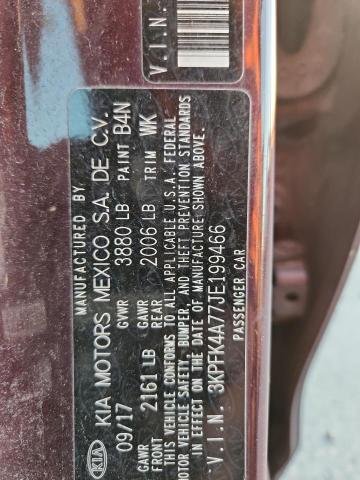 V.I.N.
MANUFACTURED BY
KIA KIA MOTORS MEXICO S.A. DE C.V.
09/17 GVWR 3880 LB PAINT B4N
GAWR FRONT 2161 LB GAWR REAR 2006 LB TRIM WK
THIS VEHICLE CONFORMS TO ALL APPLICABLE U.S.A. FEDERAL
MOTOR VEHICLE SAFETY, BUMPER, AND THEFT PREVENTION STANDARDS
IN EFFECT ON THE DATE OF MANUFACTURE SHOWN ABOVE.
V.I.N. 3KPFK4A77JE199466
PASSENGER CAR